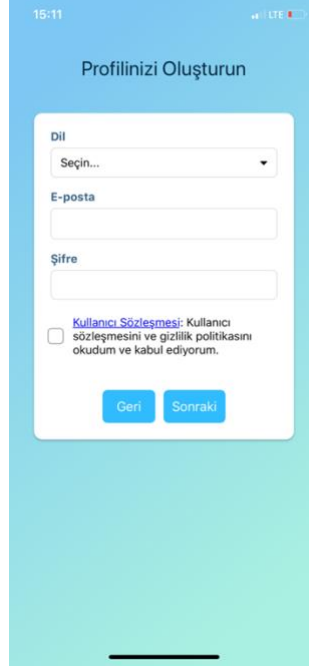 15:11
LTE
Profilinizi Oluşturun
Dil
Seçin...
E-posta
Şifre
Kullanıcı Sözleşmesi: Kullanıcı
sözleşmesini ve gizlilik politikasını
okudum ve kabul ediyorum.
Geri
Sonraki